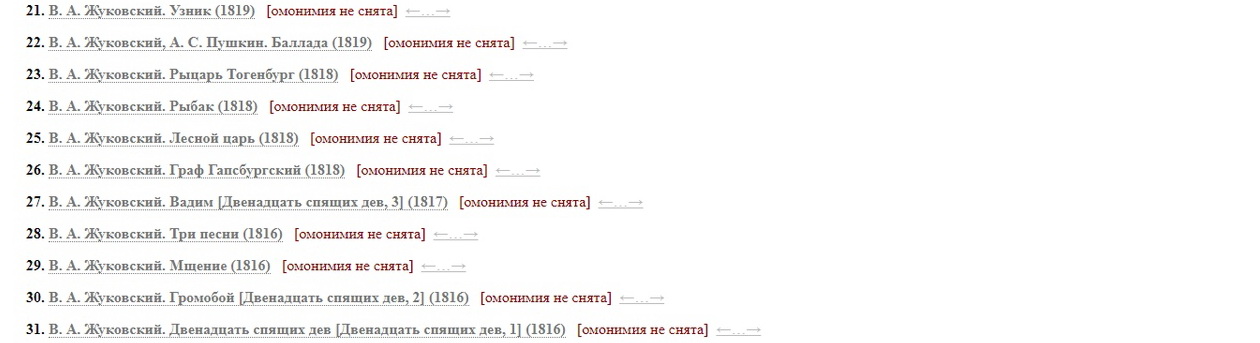 21. В. А. Жуковский. Узник (1819) [омонимия не снята] ←…→
22. В. А. Жуковский, А. С. Пушкин. Баллада (1819) [омонимия не снята] ←…→
23. В. А. Жуковский. Рыцарь Тогенбург (1818) [омонимия не снята] ←…→
24. В. А. Жуковский. Рыбак (1818) [омонимия не снята] ←…→
25. В. А. Жуковский. Лесной царь (1818) [омонимия не снята] ←…→
26. В. А. Жуковский. Граф Гапсбургский (1818) [омонимия не снята] ←…→
27. В. А. Жуковский. Вадим [Двенадцать спящих дев, 3] (1817) [омонимия не снята] ←…→
28. В. А. Жуковский. Три песни (1816) [омонимия не снята] ←…→
29. В. А. Жуковский. Мщение (1816) [омонимия не снята] ←…→
30. В. А. Жуковский. Громобой [Двенадцать спящих дев, 2] (1816) [омонимия не снята] ←…→
31. В. А. Жуковский. Двенадцать спящих дев [Двенадцать спящих дев, 1] (1816) [омонимия не снята] ←…→